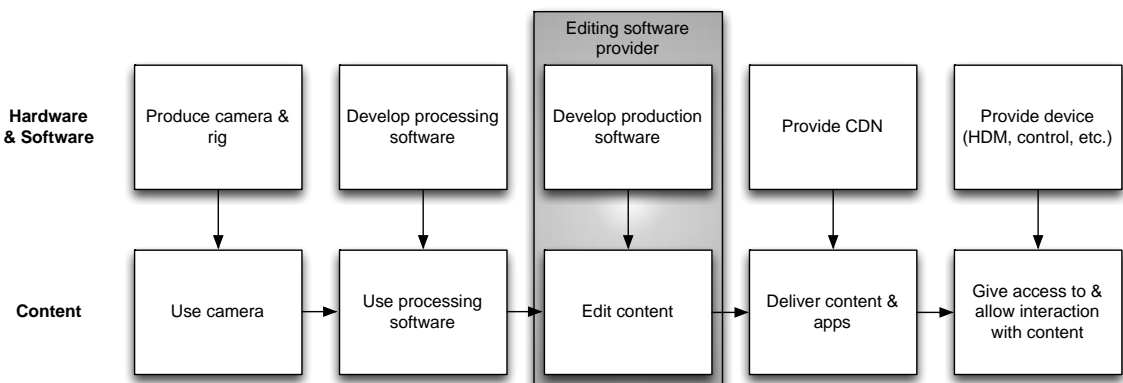 Editing software
provider
Hardware
& Software
Produce camera &
rig
Develop processing
software
Develop production
software
Provide CDN
Provide device
(HDM, control, etc.)
Content
Use camera
Use processing
software
Edit content
Deliver content &
apps
Give access to &
allow interaction
with content